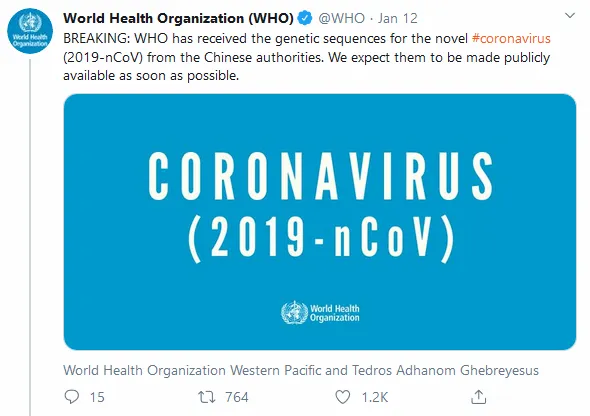 World Health Organization (WHO) @WHO · Jan 12
BREAKING: WHO has received the genetic sequences for the novel #coronavirus
(2019-nCoV) from the Chinese authorities. We expect them to be made publicly
available as soon as possible.
World Health
Organization
CORONAVIRUS
(2019-nCoV)
World Health
Organization
World Health Organization Western Pacific and Tedros Adhanom Ghebreyesus
15 764 1.2K